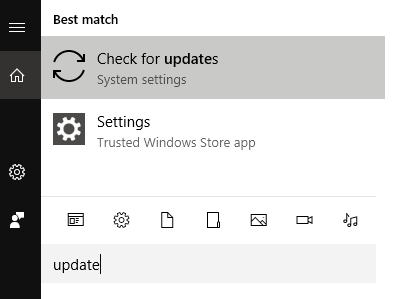 Best match
Check for updates
System settings
Settings
Trusted Windows Store app
update